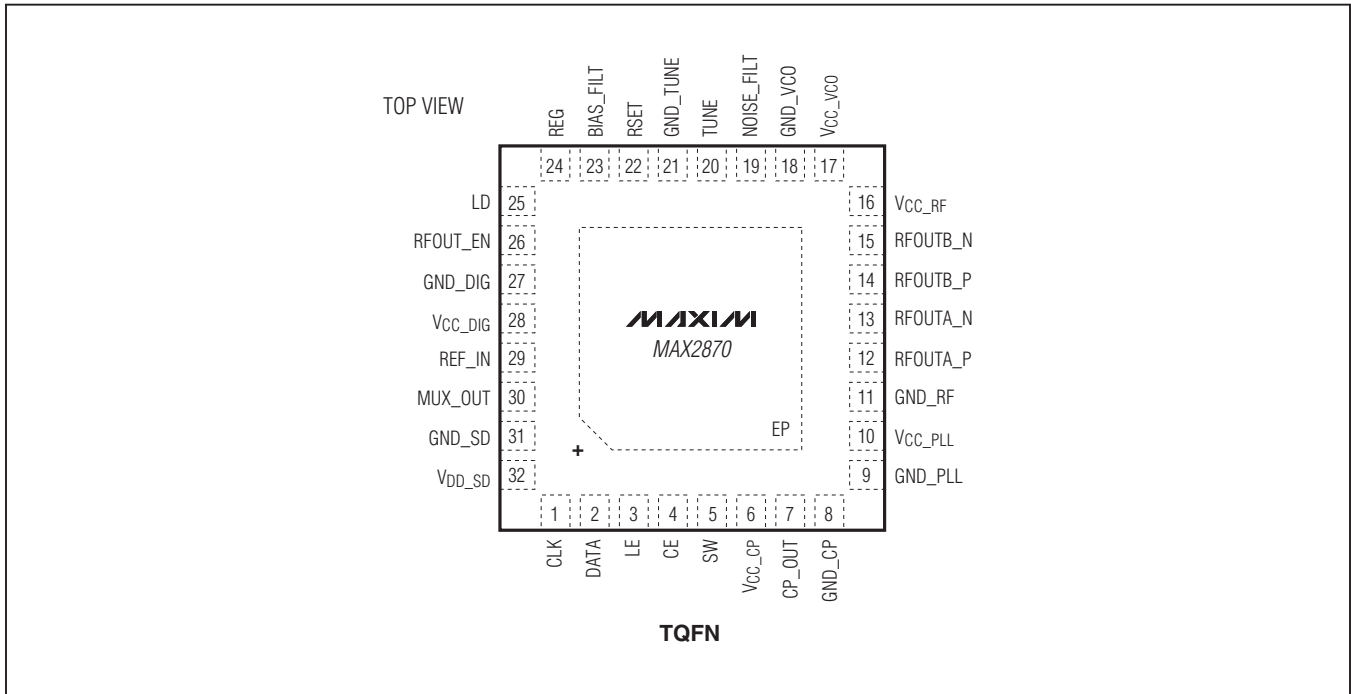 TOP VIEW
REG
BIAS_FILT
RSET
GND_TUNE
TUNE
NOISE_FILT
GND_VCO
VCC_VCO
24 23 22 21 20 19 18 17
LD 25
RFOUT_EN 26
GND_DIG 27
VCC_DIG 28
REF_IN 29
MUX_OUT 30
GND_SD 31
VDD_SD 32
MAXIM
MAX2870
EP
+
16 VCC_RF
15 RFOUTB_N
14 RFOUTB_P
13 RFOUTA_N
12 RFOUTA_P
11 GND_RF
10 VCC_PLL
9 GND_PLL
1 2 3 4 5 6 7 8
CLK
DATA
LE
CE
SW
VCC_CP
CP_OUT
GND_CP
TQFN